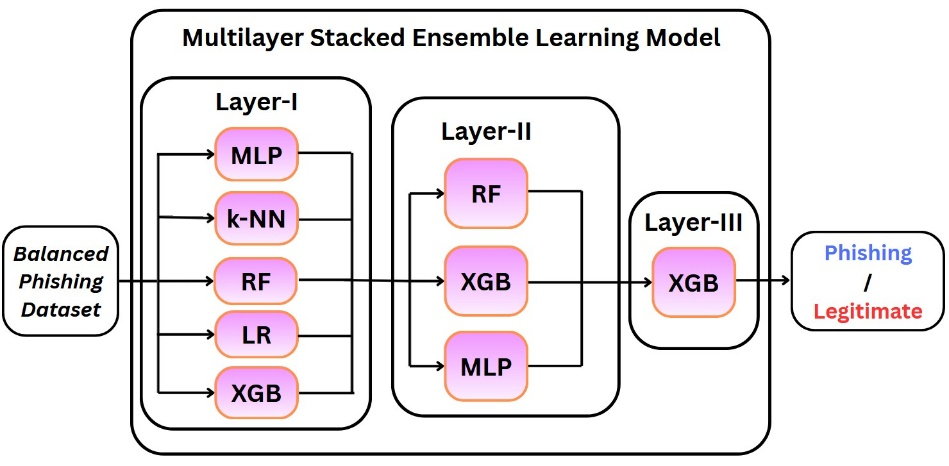 Multilayer Stacked Ensemble Learning Model
Layer-I
MLP
k-NN
RF
LR
XGB
Layer-II
RF
XGB
MLP
Layer-III
XGB
Balanced
Phishing
Dataset
Phishing
/
Legitimate